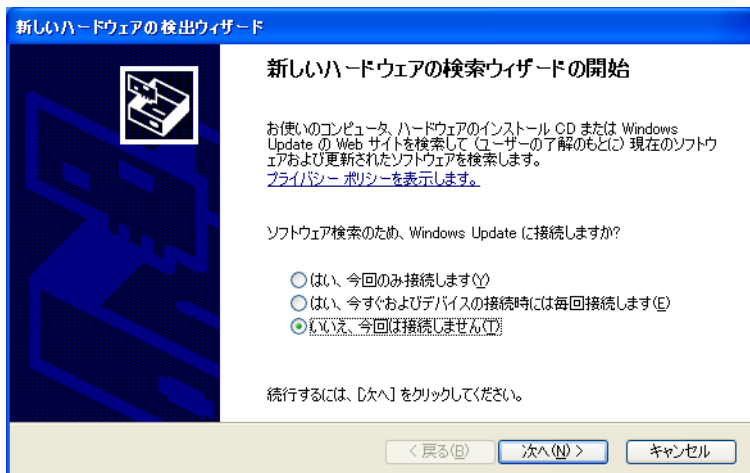 新しいハードウェアの検出ウィザード
新しいハードウェアの検索ウィザードの開始
お使いのコンピュータ、ハードウェアのインストール CD または Windows
Update の Web サイトを検索して (ユーザーの了解のもとに) 現在のソフトウ
ェアおよび更新されたソフトウェアを検索します。
プライバシー ポリシーを表示します。
ソフトウェア検索のため、Windows Update に接続しますか?
はい、今回のみ接続します(Y)
はい、今すぐおよびデバイスの接続時には毎回接続します(E)
いいえ、今回は接続しません(T)
続行するには、[次へ] をクリックしてください。
< 戻る(B) 次へ(N) > キャンセル